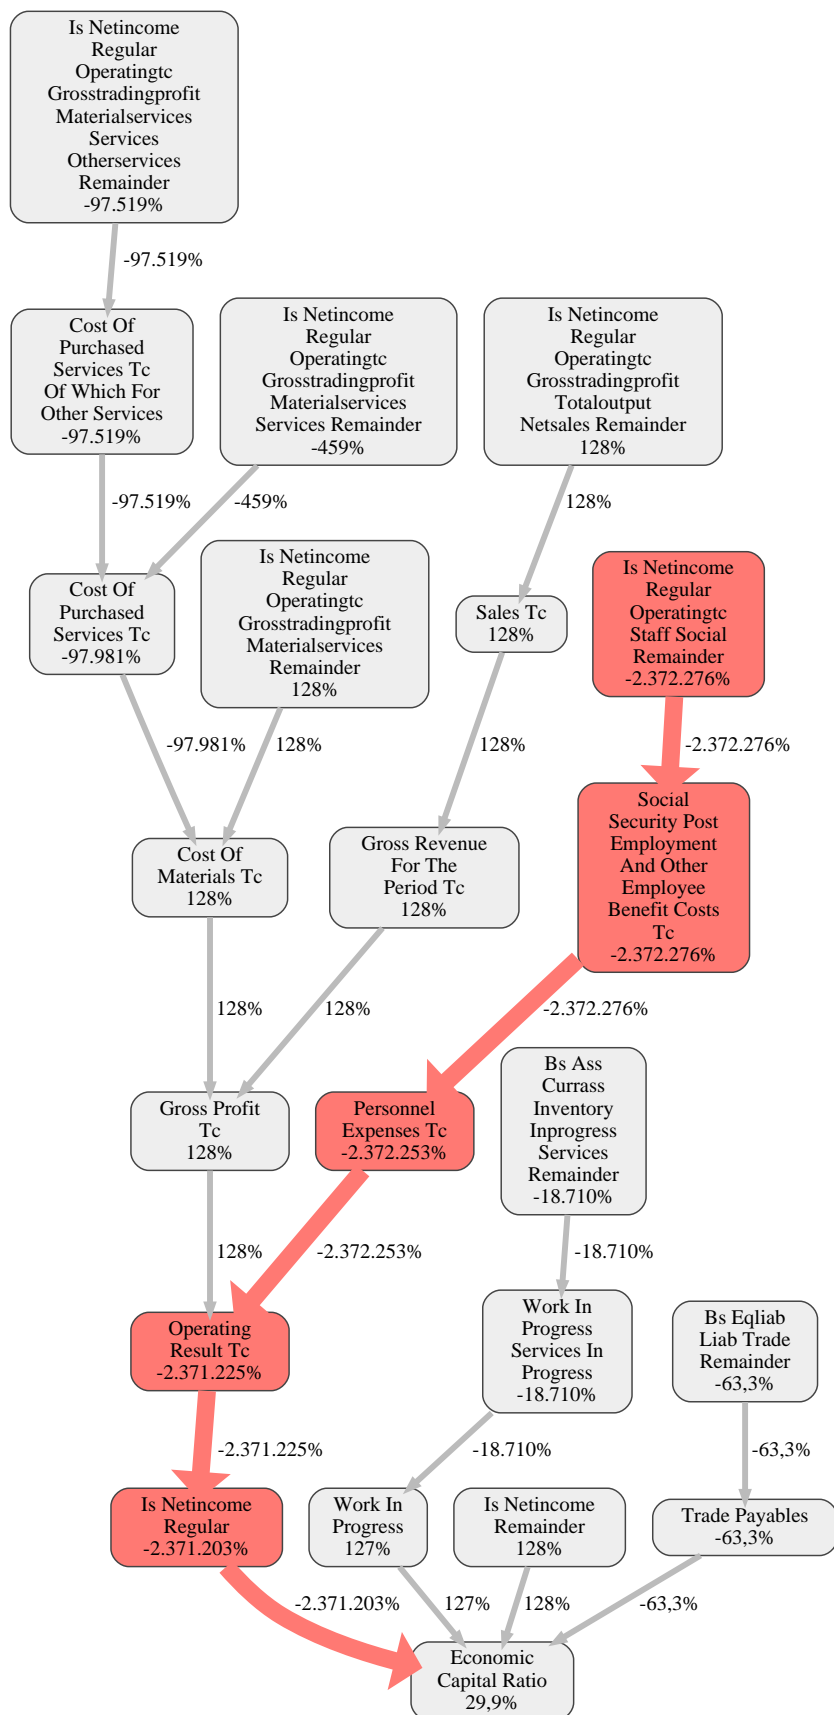 Is Netincome
Regular
Operatingtc
Grosstradingprofit
Materialservices
Services
Otherservices
Remainder
-97.519%
-97.519%
Cost Of
Purchased
Services Tc
Of Which For
Other Services
-97.519%
Is Netincome
Regular
Operatingtc
Grosstradingprofit
Materialservices
Services Remainder
-459%
Is Netincome
Regular
Operatingtc
Grosstradingprofit
Totaloutput
Netsales Remainder
128%
-97.519%
-459%
128%
Cost Of
Purchased
Services Tc
-97.981%
Is Netincome
Regular
Operatingtc
Grosstradingprofit
Materialservices
Remainder
128%
Sales Tc
128%
Is Netincome
Regular
Operatingtc
Staff Social
Remainder
-2.372.276%
-97.981%
128%
128%
-2.372.276%
Cost Of
Materials Tc
128%
Gross Revenue
For The
Period Tc
128%
Social
Security Post
Employment
And Other
Employee
Benefit Costs
Tc
-2.372.276%
128%
128%
-2.372.276%
Gross Profit
Tc
128%
Personnel
Expenses Tc
-2.372.253%
Bs Ass
Currass
Inventory
Inprogress
Services
Remainder
-18.710%
128%
-2.372.253%
-18.710%
Operating
Result Tc
-2.371.225%
Work In
Progress
Services In
Progress
-18.710%
Bs Eqliab
Liab Trade
Remainder
-63,3%
-2.371.225%
-18.710%
-63,3%
Is Netincome
Regular
-2.371.203%
Work In
Progress
127%
Is Netincome
Remainder
128%
Trade Payables
-63,3%
-2.371.203%
127%
128%
-63,3%
Economic
Capital Ratio
29,9%